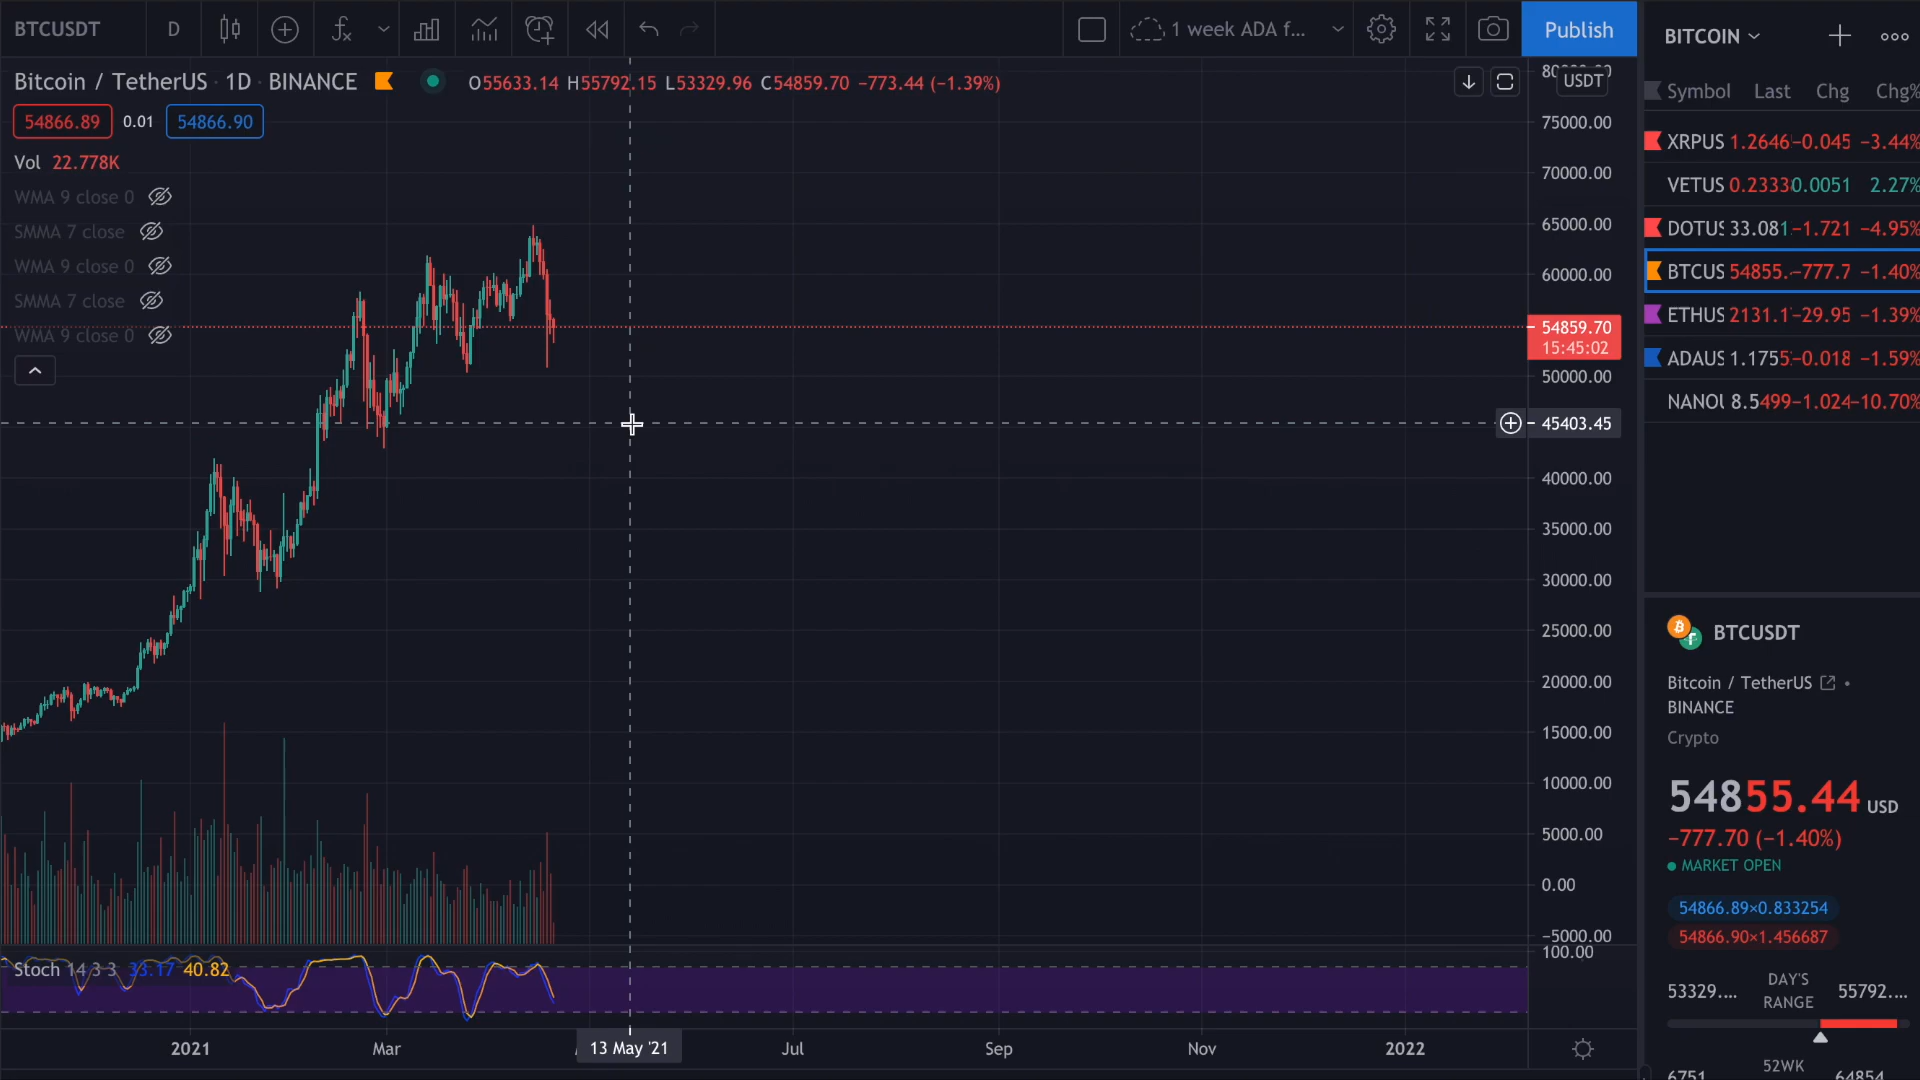 BTCUSDT D 1 week ADA f... Publish
Bitcoin / TetherUS · 1D · BINANCE O55633.14 H55792.15 L53329.96 C54859.70 −773.44 (−1.39%)
54866.89 0.01 54866.90
Vol 22.778K
WMA 9 close 0
SMMA 7 close
WMA 9 close 0
SMMA 7 close
WMA 9 close 0
USDT
75000.00
70000.00
65000.00
60000.00
54859.70
15:45:02
50000.00
45403.45
40000.00
35000.00
30000.00
25000.00
20000.00
15000.00
10000.00
5000.00
0.00
−5000.00
100.00
Stoch 14 3 3 33.17 40.82
2021 Mar 13 May '21 Jul Sep Nov 2022
BITCOIN
Symbol Last Chg Chg%
XRPUS 1.2646 −0.045 −3.44%
VETUS 0.2333 0.0051 2.27%
DOTUS 33.081 −1.721 −4.95%
BTCUS 54855. −777.7 −1.40%
ETHUS 2131.1 −29.95 −1.39%
ADAUS 1.1755 −0.018 −1.59%
NANOU 8.5499 −1.024 −10.70%
BTCUSDT
Bitcoin / TetherUS
BINANCE
Crypto
54855.44 USD
−777.70 (−1.40%)
MARKET OPEN
54866.89×0.833254
54866.90×1.456687
53329.... DAY'S RANGE 55792....
6751 52WK 64854